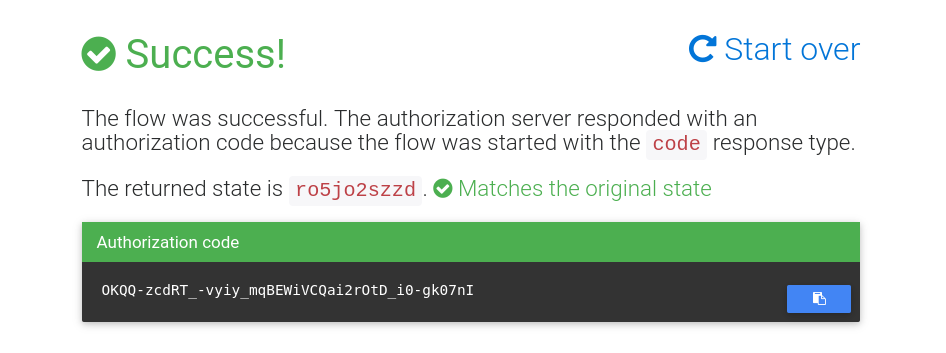 Success!
Start over
The flow was successful. The authorization server responded with an
authorization code because the flow was started with the code response type.
The returned state is ro5jo2szzd. Matches the original state
Authorization code
OKQQ-zcdRT_-vyiy_mqBEWiVCQai2rOtD_i0-gk07nI